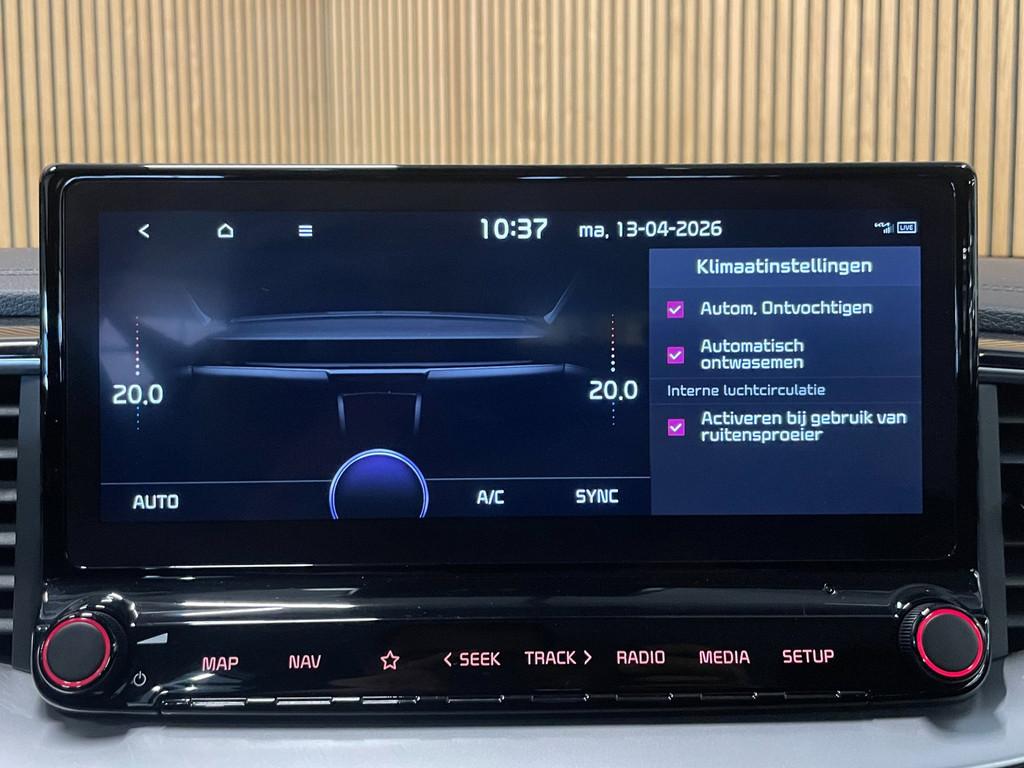 10:37 ma, 13-04-2026
LIVE
Klimaatinstellingen
Autom. Ontvochtigen
Automatisch
ontwasemen
Interne luchtcirculatie
Activeren bij gebruik van
ruitensproeier
20.0
20.0
AUTO A/C SYNC
MAP NAV < SEEK TRACK > RADIO MEDIA SETUP